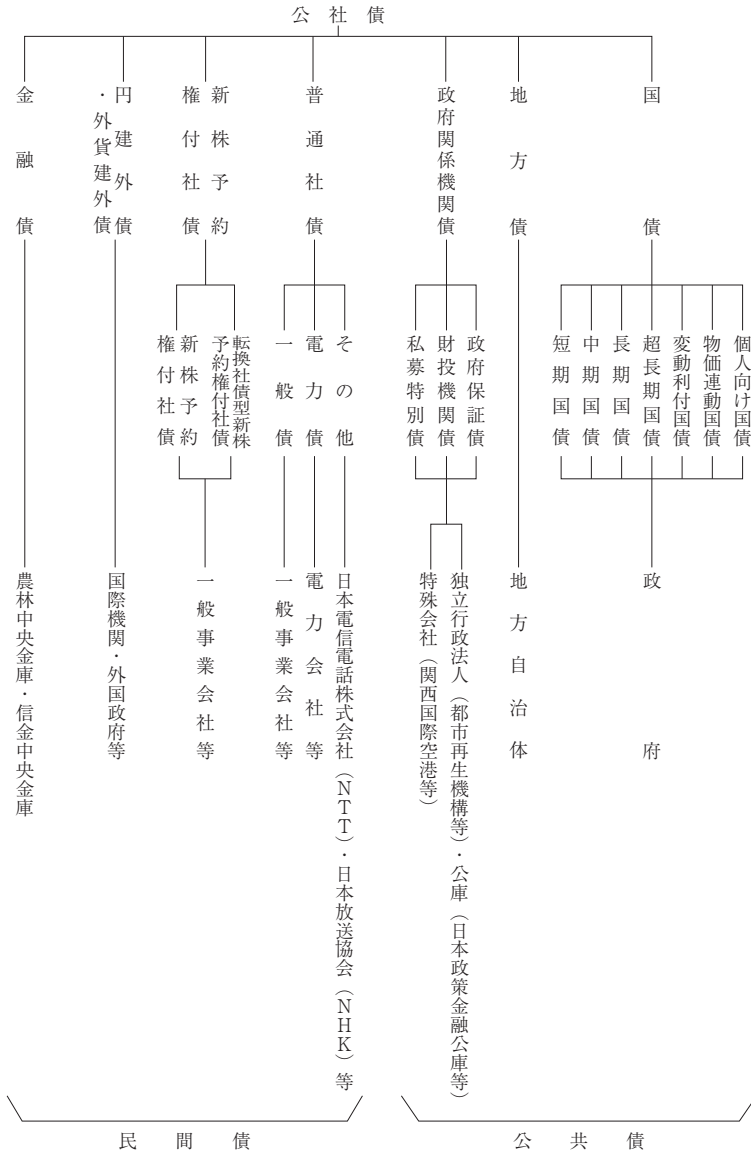 公社債
国債
地方債
政府関係機関債
普通社債
新株予約
権付社債
円建外債
・外貨建外債
金融債
個人向け国債
物価連動国債
変動利付国債
超長期国債
長期国債
中期国債
短期国債
政府保証債
財投機関債
私募特別債
その他
電力債
一般債
転換社債型新株
予約権付社債
新株予約
権付社債
政府
地方自治体
独立行政法人（都市再生機構等）・公庫（日本政策金融公庫等）
特殊会社（関西国際空港等）
日本電信電話株式会社（ＮＴＴ）・日本放送協会（ＮＨＫ）等
電力会社等
一般事業会社等
一般事業会社等
国際機関・外国政府等
農林中央金庫・信金中央金庫
公共債
民間債